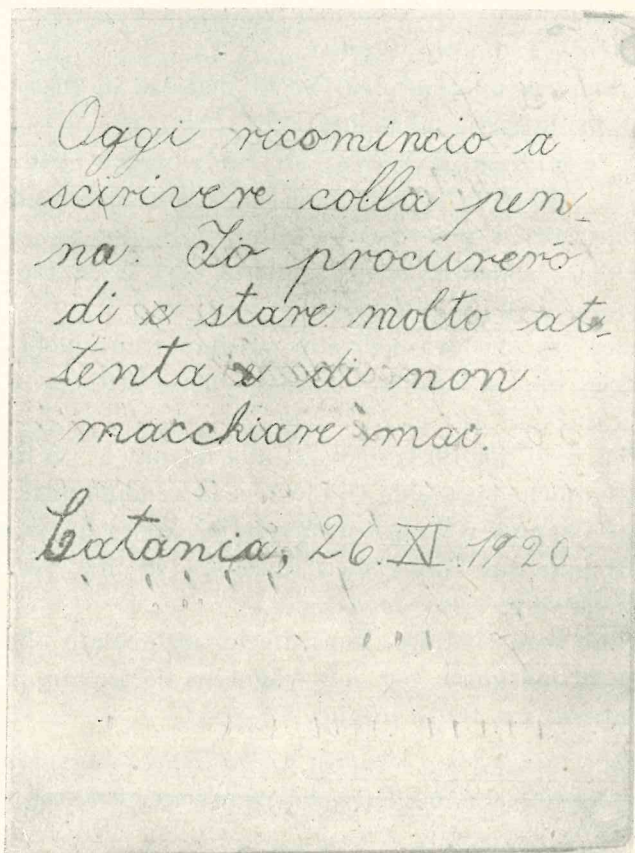 Oggi ricomincio a
scirivere colla pen-
na. Io procurerò
di e stare molto at-
tenta e di non
macchiare mai.
Catania, 26.XI.1920